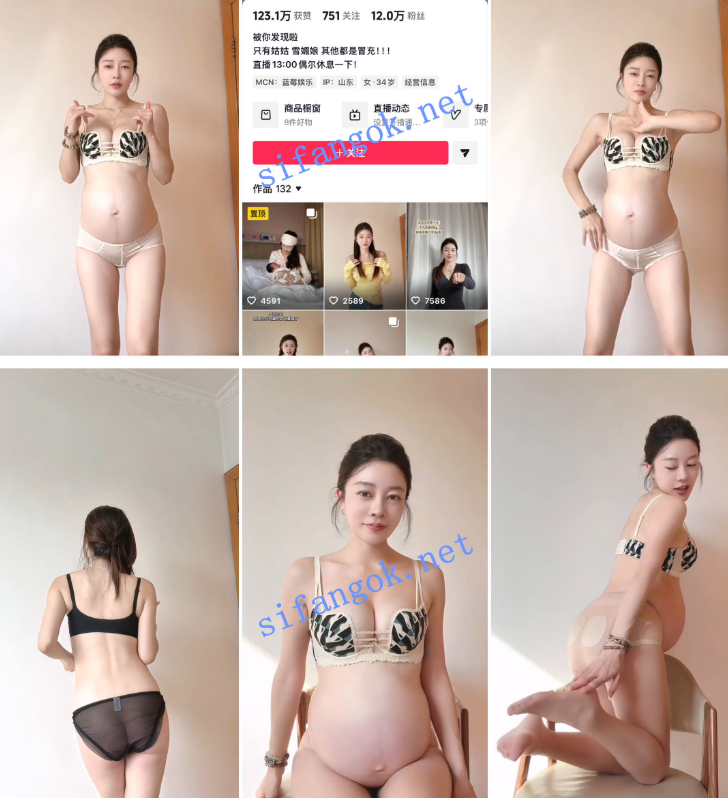 123.1万 获赞 751 关注 12.0万 粉丝
被你发现啦
只有姑姑 雪媚娘 其他都是冒充!!!
直播13:00偶尔休息一下!
MCN: 蓝莓娱乐 IP: 山东 女·34岁 经营信息
商品橱窗 直播动态
8件好物 3项
+关注
作品 132 ▼
置顶
4591 2589 7586
sifangok.net
sifangok.net